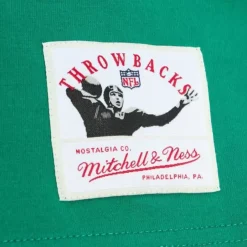 THROWBACKS
NFL
NOSTALGIA CO.
Mitchell & Ness
PHILADELPHIA, PA.